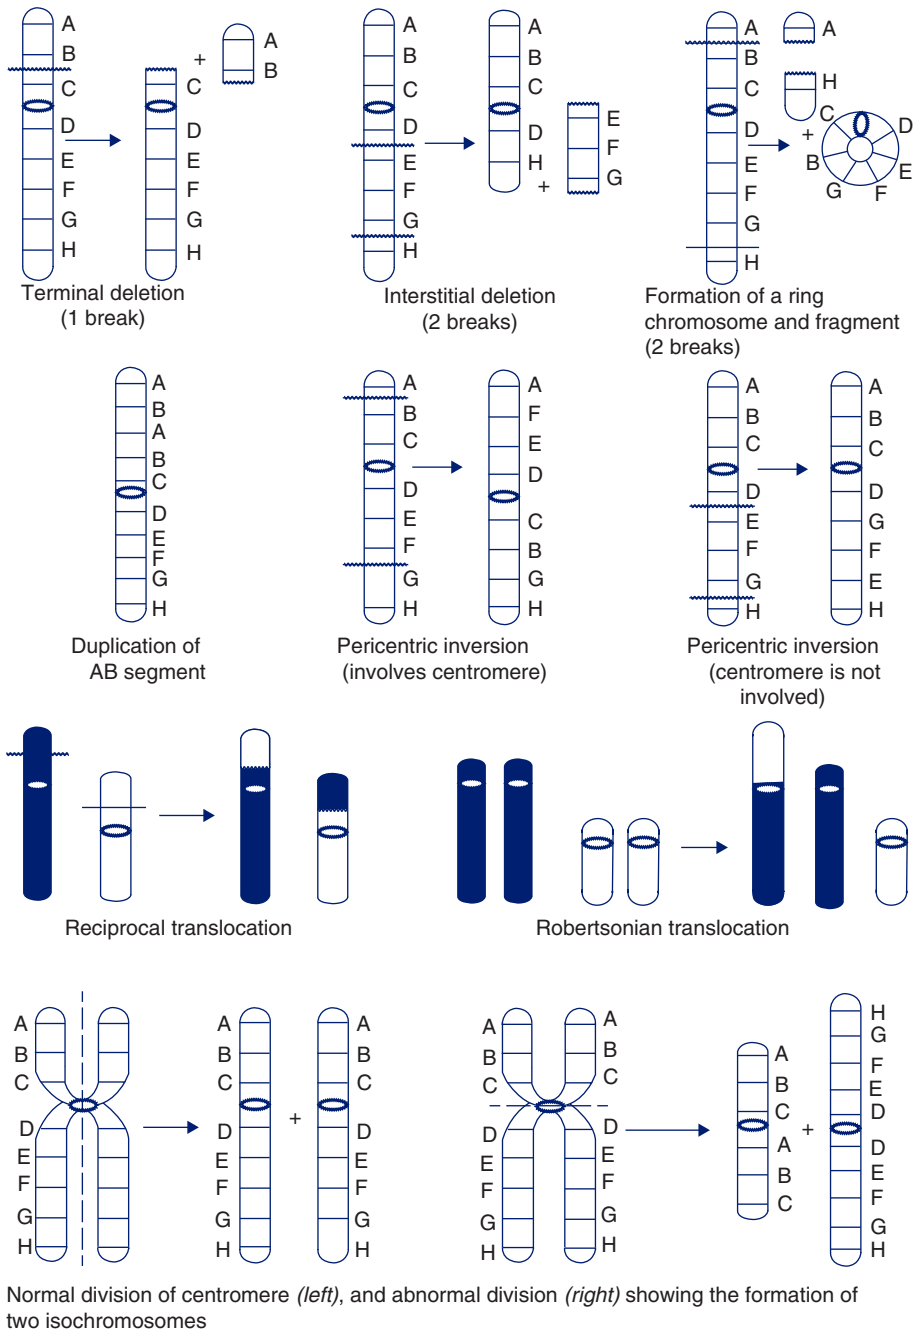 A
B
C
D
E
F
G
H
+
A
B
C
D
E
F
G
H
A
B
Terminal deletion
(1 break)
A
B
C
D
E
F
G
H
A
B
C
D
H
+
E
F
G
Interstitial deletion
(2 breaks)
A
B
C
D
E
F
G
H
A
H
+
C
D
E
F
G
B
Formation of a ring
chromosome and fragment
(2 breaks)
A
B
A
B
C
D
E
F
G
H
Duplication of
AB segment
A
B
C
D
E
F
G
H
A
F
E
D
C
B
G
H
Pericentric inversion
(involves centromere)
A
B
C
D
E
F
G
H
A
B
C
D
G
F
E
H
Pericentric inversion
(centromere is not
involved)
Reciprocal translocation
Robertsonian translocation
A
B
C
D
E
F
G
H
A
B
C
D
E
F
G
H
+
A
B
C
D
E
F
G
H
A
B
C
D
E
F
G
H
A
B
C
D
E
F
G
H
A
B
C
A
B
C
+
H
G
F
E
D
D
E
F
G
H
Normal division of centromere (left), and abnormal division (right) showing the formation of
two isochromosomes